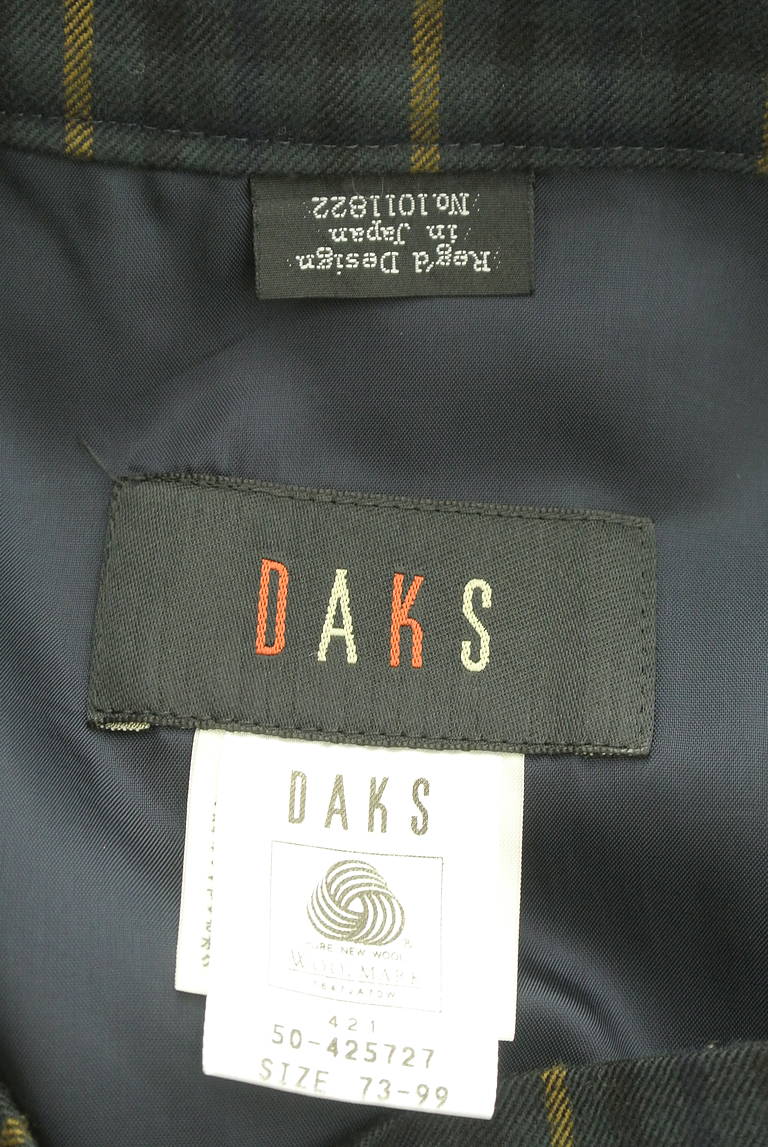 Reg'd Design
in Japan
No.1011822
DAKS
DAKS
PURE NEW WOOL
WOOLMARK
421
50-425727
SIZE 73-99